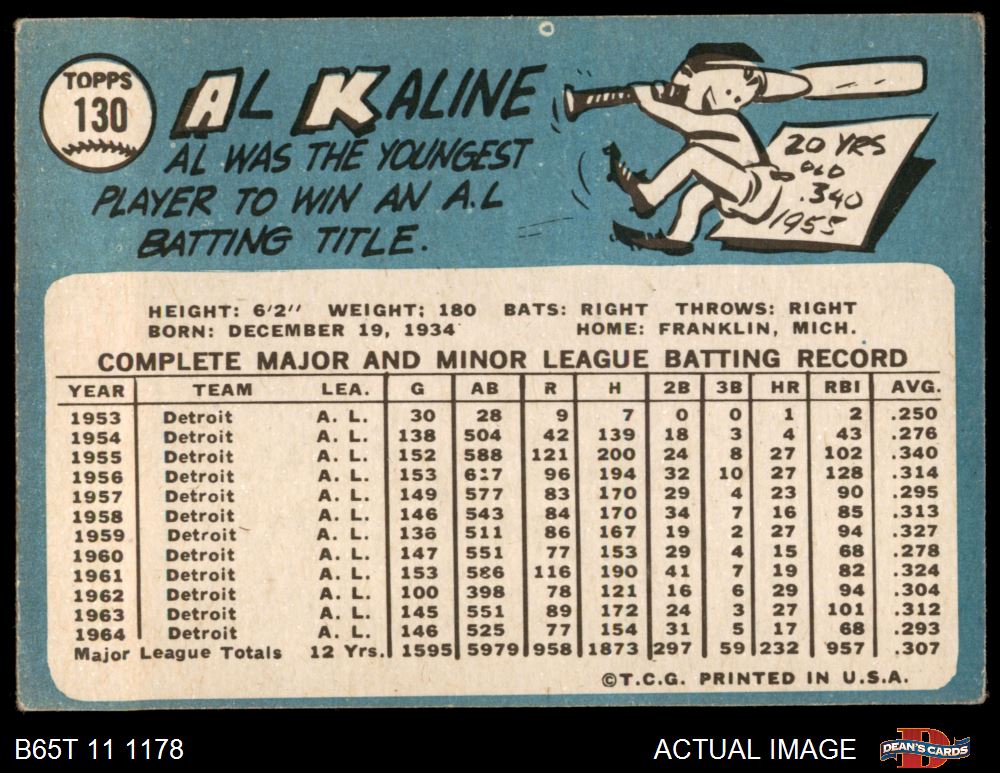 TOPPS
130
AL KALINE
AL WAS THE YOUNGEST
PLAYER TO WIN AN A.L
BATTING TITLE.
20 YRS
OLD
.340
1955
HEIGHT: 6'2" WEIGHT: 180 BATS: RIGHT THROWS: RIGHT
BORN: DECEMBER 19, 1934 HOME: FRANKLIN, MICH.
COMPLETE MAJOR AND MINOR LEAGUE BATTING RECORD
YEAR TEAM LEA. G AB R H 2B 3B HR RBI AVG.
1953 Detroit A. L. 30 28 9 7 0 0 1 2 .250
1954 Detroit A. L. 138 504 42 139 18 3 4 43 .276
1955 Detroit A. L. 152 588 121 200 24 8 27 102 .340
1956 Detroit A. L. 153 617 96 194 32 10 27 128 .314
1957 Detroit A. L. 149 577 83 170 29 4 23 90 .295
1958 Detroit A. L. 146 543 84 170 34 7 16 85 .313
1959 Detroit A. L. 136 511 86 167 19 2 27 94 .327
1960 Detroit A. L. 147 551 77 153 29 4 15 68 .278
1961 Detroit A. L. 153 586 116 190 41 7 19 82 .324
1962 Detroit A. L. 100 398 78 121 16 6 29 94 .304
1963 Detroit A. L. 145 551 89 172 24 3 27 101 .312
1964 Detroit A. L. 146 525 77 154 31 5 17 68 .293
Major League Totals 12 Yrs. 1595 5979 958 1873 297 59 232 957 .307
©T.C.G. PRINTED IN U.S.A.
B65T 11 1178 ACTUAL IMAGE DEAN'S CARDS